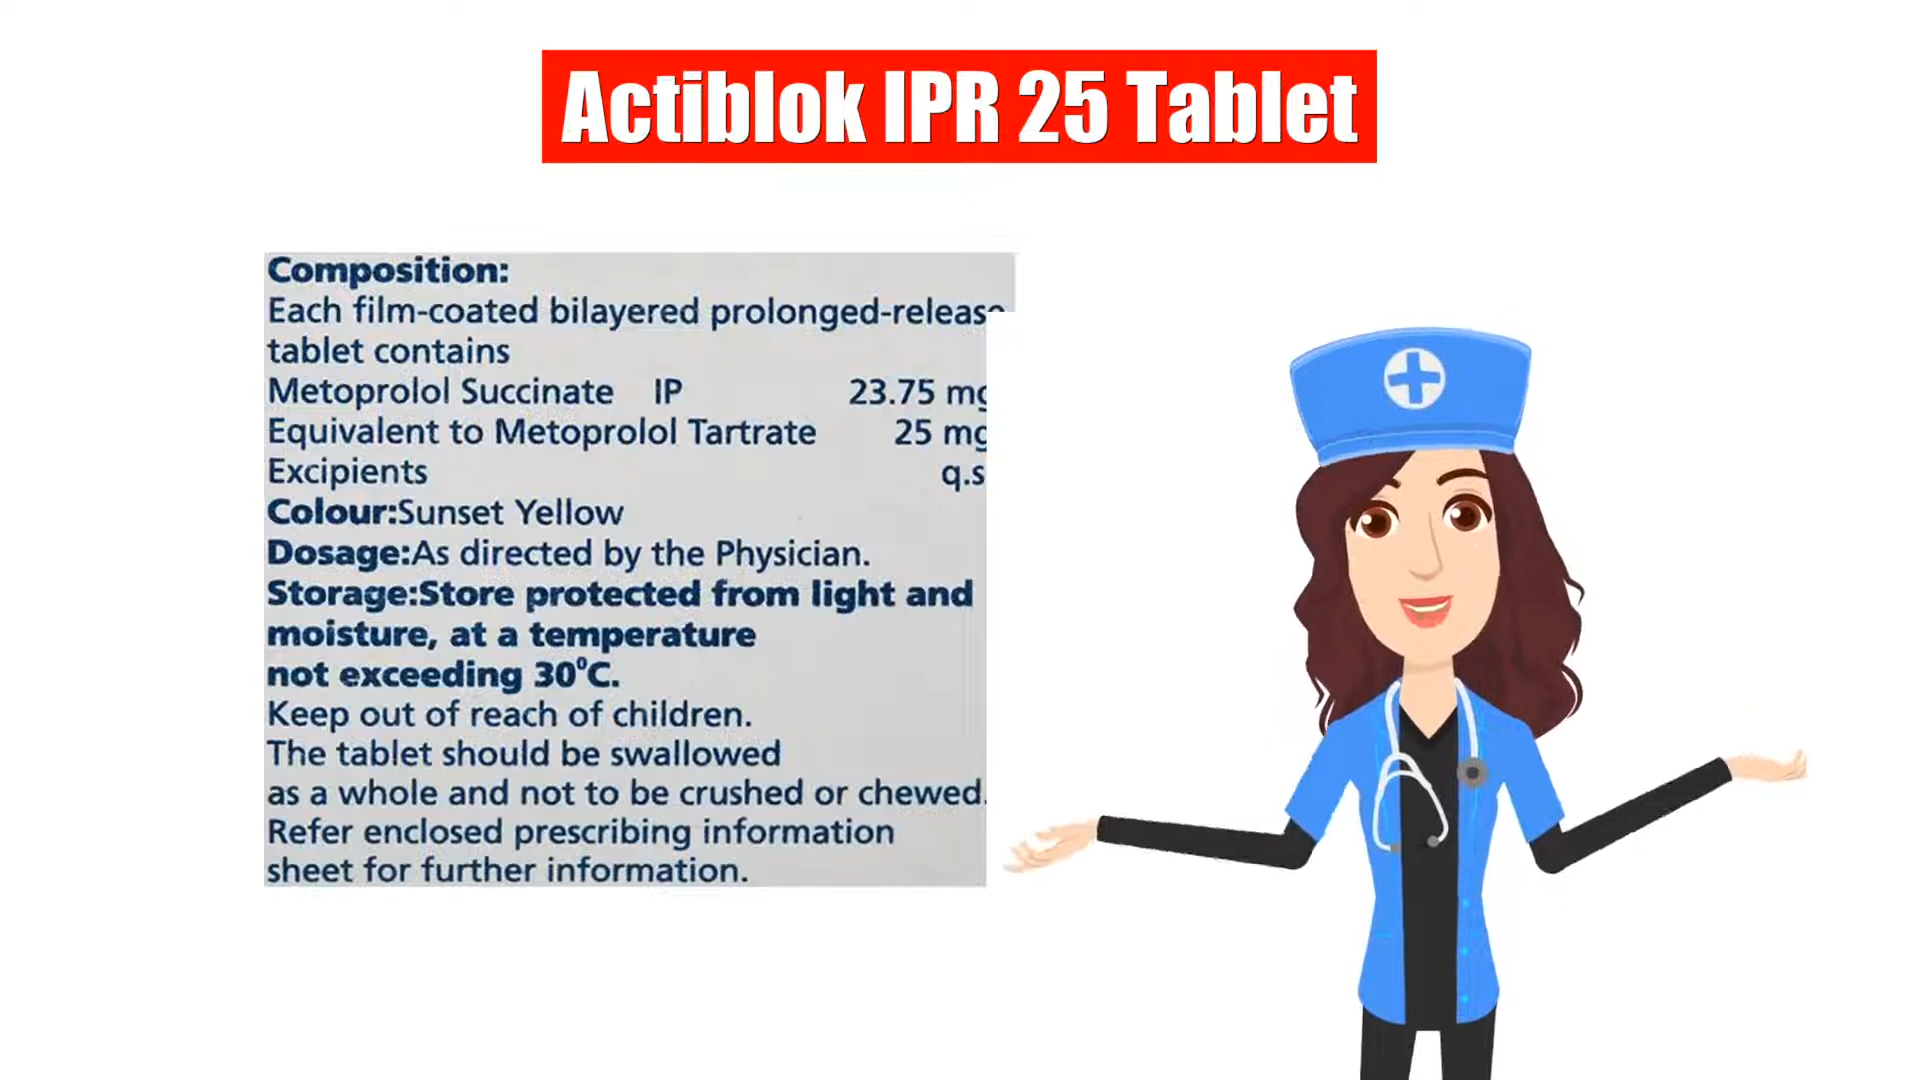 Actiblok IPR 25 Tablet
Composition:
Each film-coated bilayered prolonged-release
tablet contains
Metoprolol Succinate IP 23.75 mg
Equivalent to Metoprolol Tartrate 25 mg
Excipients q.s
Colour:Sunset Yellow
Dosage:As directed by the Physician.
Storage:Store protected from light and
moisture, at a temperature
not exceeding 30⁰C.
Keep out of reach of children.
The tablet should be swallowed
as a whole and not to be crushed or chewed.
Refer enclosed prescribing information
sheet for further information.